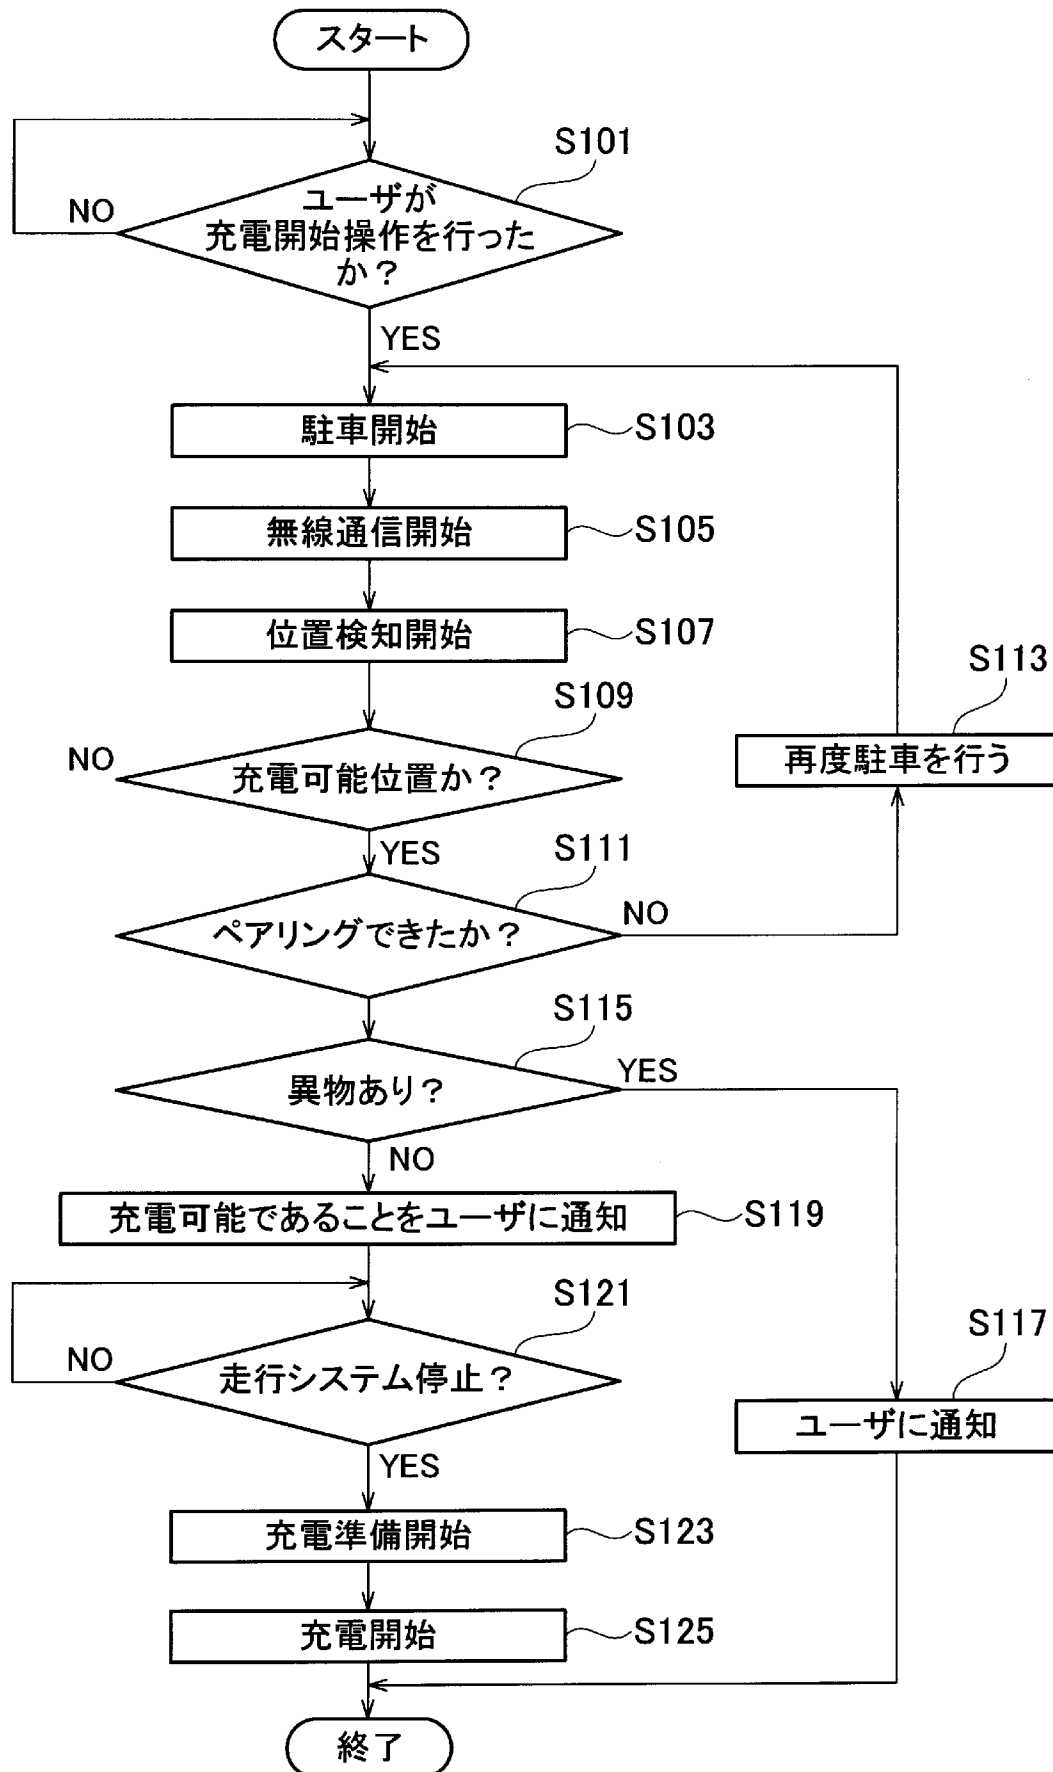 スタート
S101
NO
ユーザが
充電開始操作を行った
か？
YES
駐車開始
S103
無線通信開始
S105
位置検知開始
S107
S113
再度駐車を行う
S109
NO
充電可能位置か？
YES
S111
ペアリングできたか？
NO
S115
異物あり？
YES
NO
充電可能であることをユーザに通知
S119
S121
NO
走行システム停止？
YES
S117
ユーザに通知
充電準備開始
S123
充電開始
S125
終了